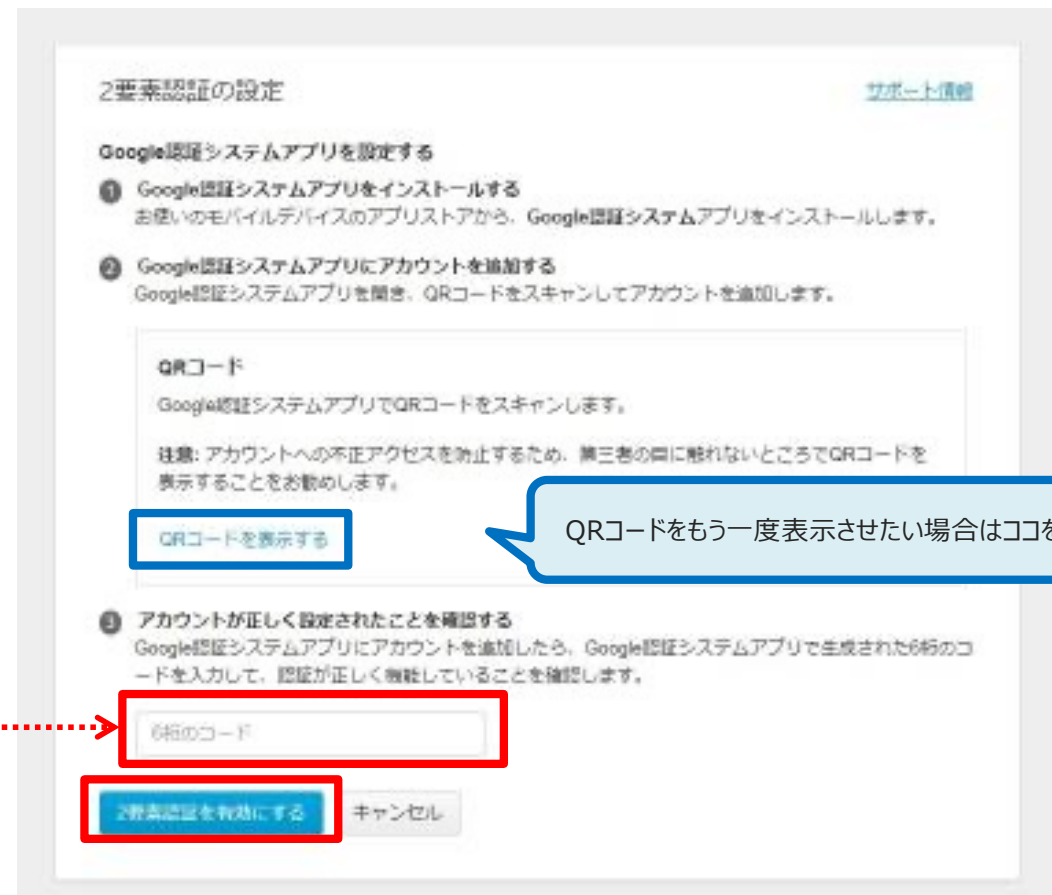 2要素認証の設定
サポート情報
Google認証システムアプリを設定する
1 Google認証システムアプリをインストールする
お使いのモバイルデバイスのアプリストアから、Google認証システムアプリをインストールします。
2 Google認証システムアプリにアカウントを追加する
Google認証システムアプリを開き、QRコードをスキャンしてアカウントを追加します。
QRコード
Google認証システムアプリでQRコードをスキャンします。
注意: アカウントへの不正アクセスを防止するため、第三者の目に触れないところでQRコードを
表示することをお勧めします。
QRコードを表示する
QRコードをもう一度表示させたい場合はココを
3 アカウントが正しく設定されたことを確認する
Google認証システムアプリにアカウントを追加したら、Google認証システムアプリで生成された6桁のコ
ードを入力して、認証が正しく機能していることを確認します。
6桁のコード
2要素認証を有効にする
キャンセル